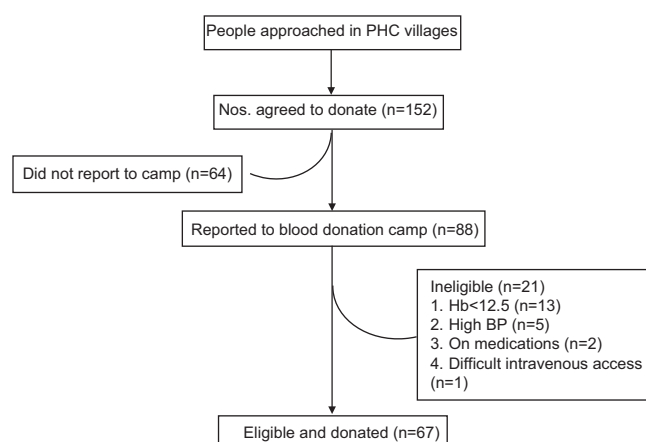 People approached in PHC villages
Nos. agreed to donate (n=152)
Did not report to camp (n=64)
Reported to blood donation camp (n=88)
Ineligible (n=21)
1. Hb<12.5 (n=13)
2. High BP (n=5)
3. On medications (n=2)
4. Difficult intravenous access
(n=1)
Eligible and donated (n=67)